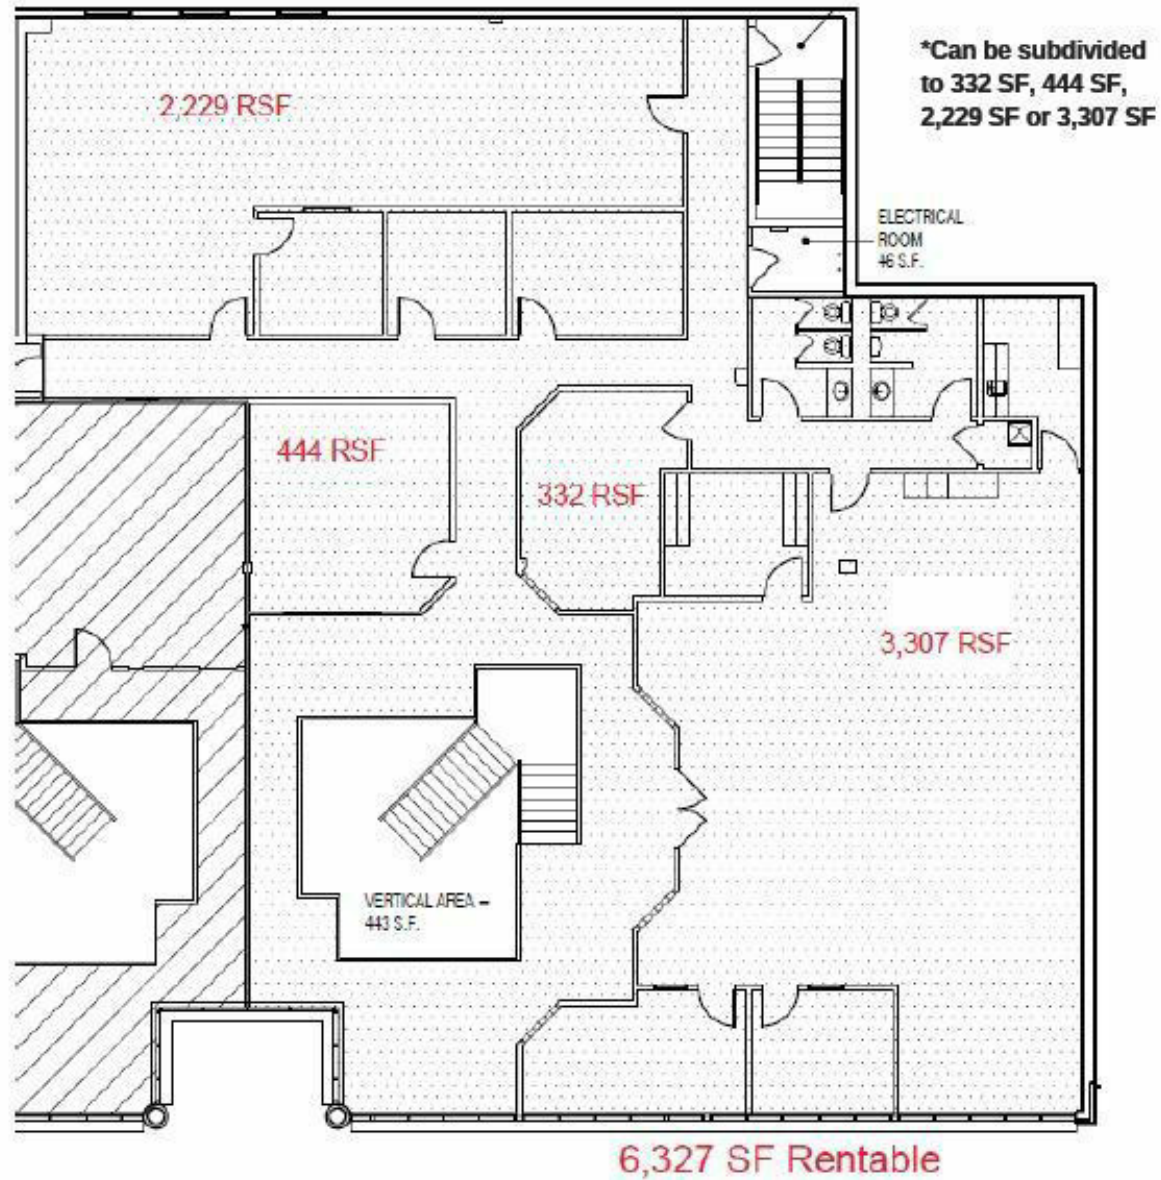 *Can be subdivided
to 332 SF, 444 SF,
2,229 SF or 3,307 SF
2,229 RSF
ELECTRICAL
ROOM
46 S.F.
444 RSF
332 RSF
3,307 RSF
VERTICAL AREA –
443 S.F.
6,327 SF Rentable